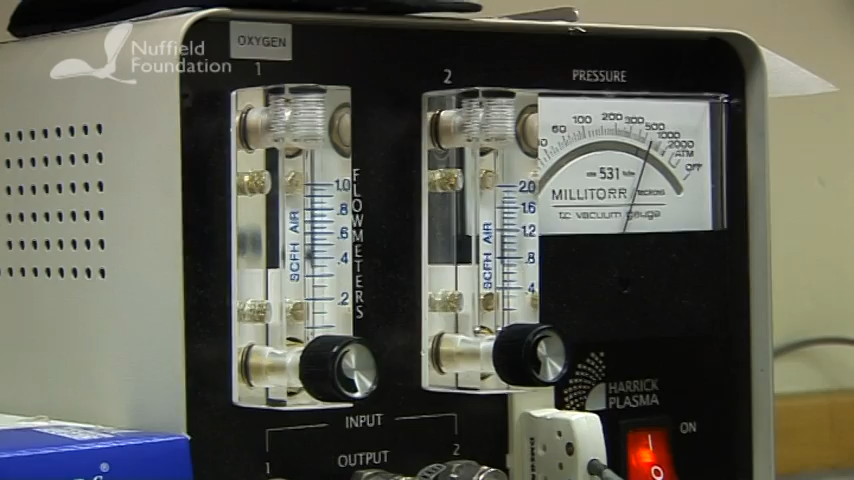 Nuffield
Foundation
OXYGEN
1
2
PRESSURE
FLOWMETERS
SCFH AIR
1.0
.8
.6
.4
.2
SCFH AIR
2.0
1.6
1.2
.8
.4
60 100 200 300 500 1000 2000
ATM
OFF
531
MILLITORR
tc vacuum gauge
HARRICK
PLASMA
ON
INPUT
1 2
OUTPUT